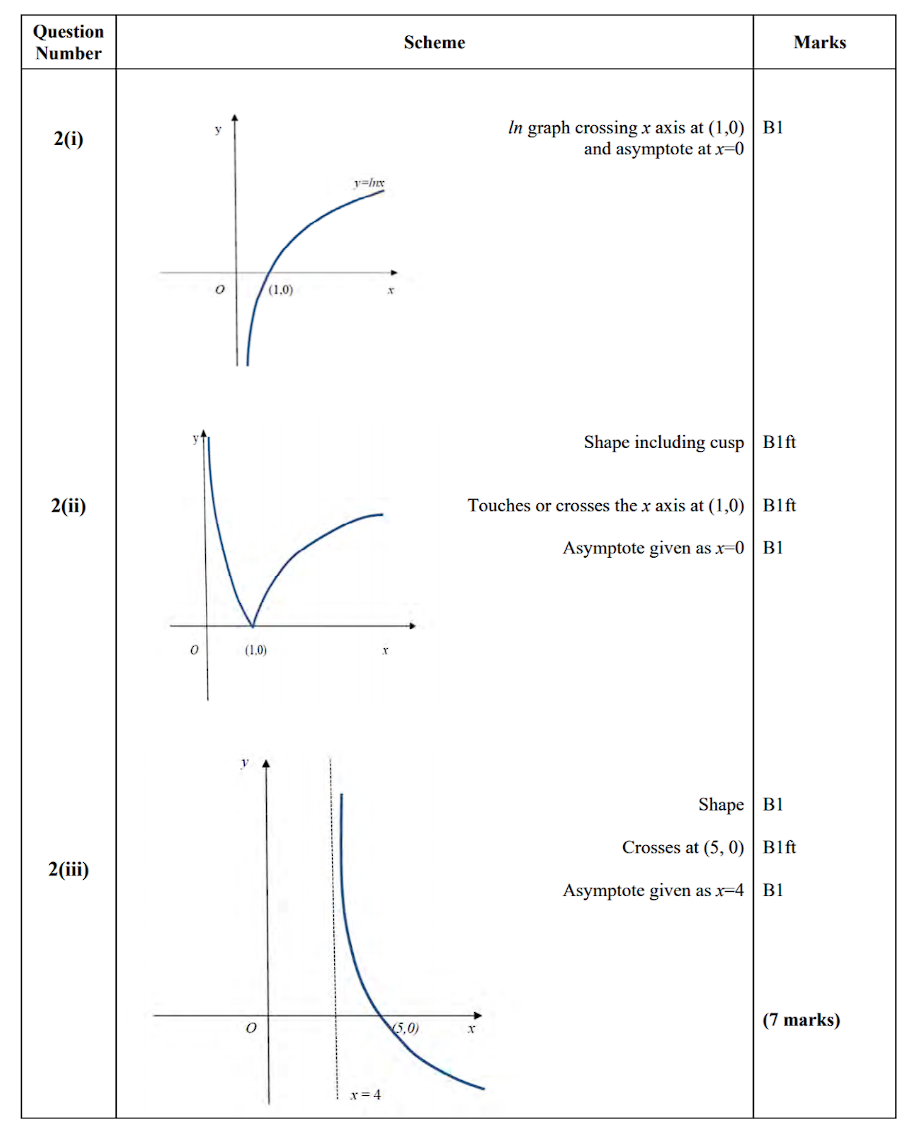 Question
Number
Scheme
Marks
2(i)
y
y=lnx
O
(1,0)
x
ln graph crossing x axis at (1,0)
and asymptote at x=0
B1
2(ii)
y
O
(1,0)
x
Shape including cusp
B1ft
Touches or crosses the x axis at (1,0)
B1ft
Asymptote given as x=0
B1
2(iii)
y
O
(5,0)
x
x = 4
Shape
B1
Crosses at (5, 0)
B1ft
Asymptote given as x=4
B1
(7 marks)